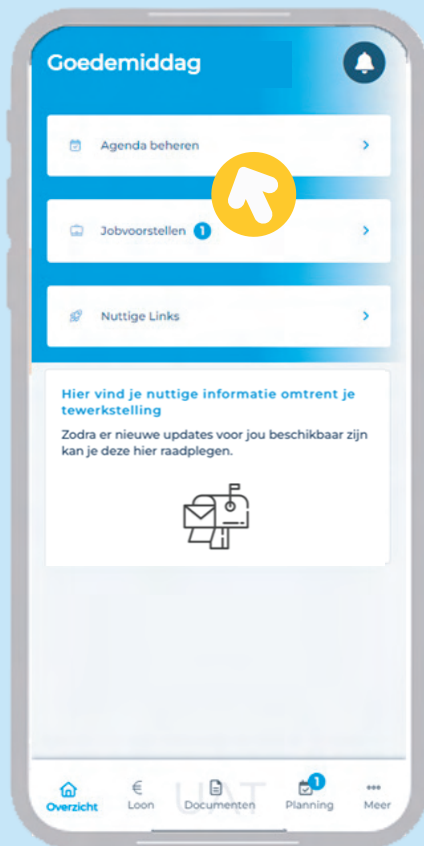 Goedemiddag
Agenda beheren
Jobvoorstellen 1
Nuttige Links
Hier vind je nuttige informatie omtrent je
tewerkstelling
Zodra er nieuwe updates voor jou beschikbaar zijn
kan je deze hier raadplegen.
UAT
1
Overzicht Loon Documenten Planning Meer